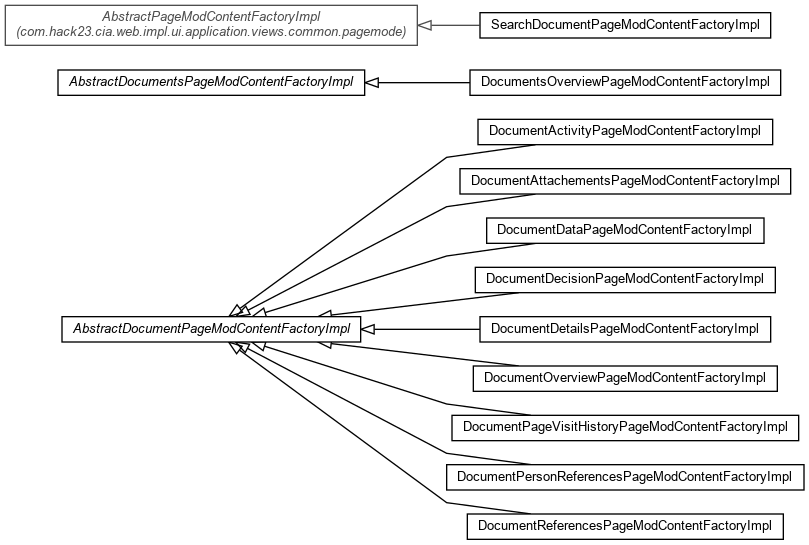 AbstractPageModContentFactoryImpl
(com.hack23.cia.web.impl.ui.application.views.common.pagemode)
SearchDocumentPageModContentFactoryImpl
AbstractDocumentsPageModContentFactoryImpl
DocumentsOverviewPageModContentFactoryImpl
DocumentActivityPageModContentFactoryImpl
DocumentAttachementsPageModContentFactoryImpl
DocumentDataPageModContentFactoryImpl
DocumentDecisionPageModContentFactoryImpl
AbstractDocumentPageModContentFactoryImpl
DocumentDetailsPageModContentFactoryImpl
DocumentOverviewPageModContentFactoryImpl
DocumentPageVisitHistoryPageModContentFactoryImpl
DocumentPersonReferencesPageModContentFactoryImpl
DocumentReferencesPageModContentFactoryImpl